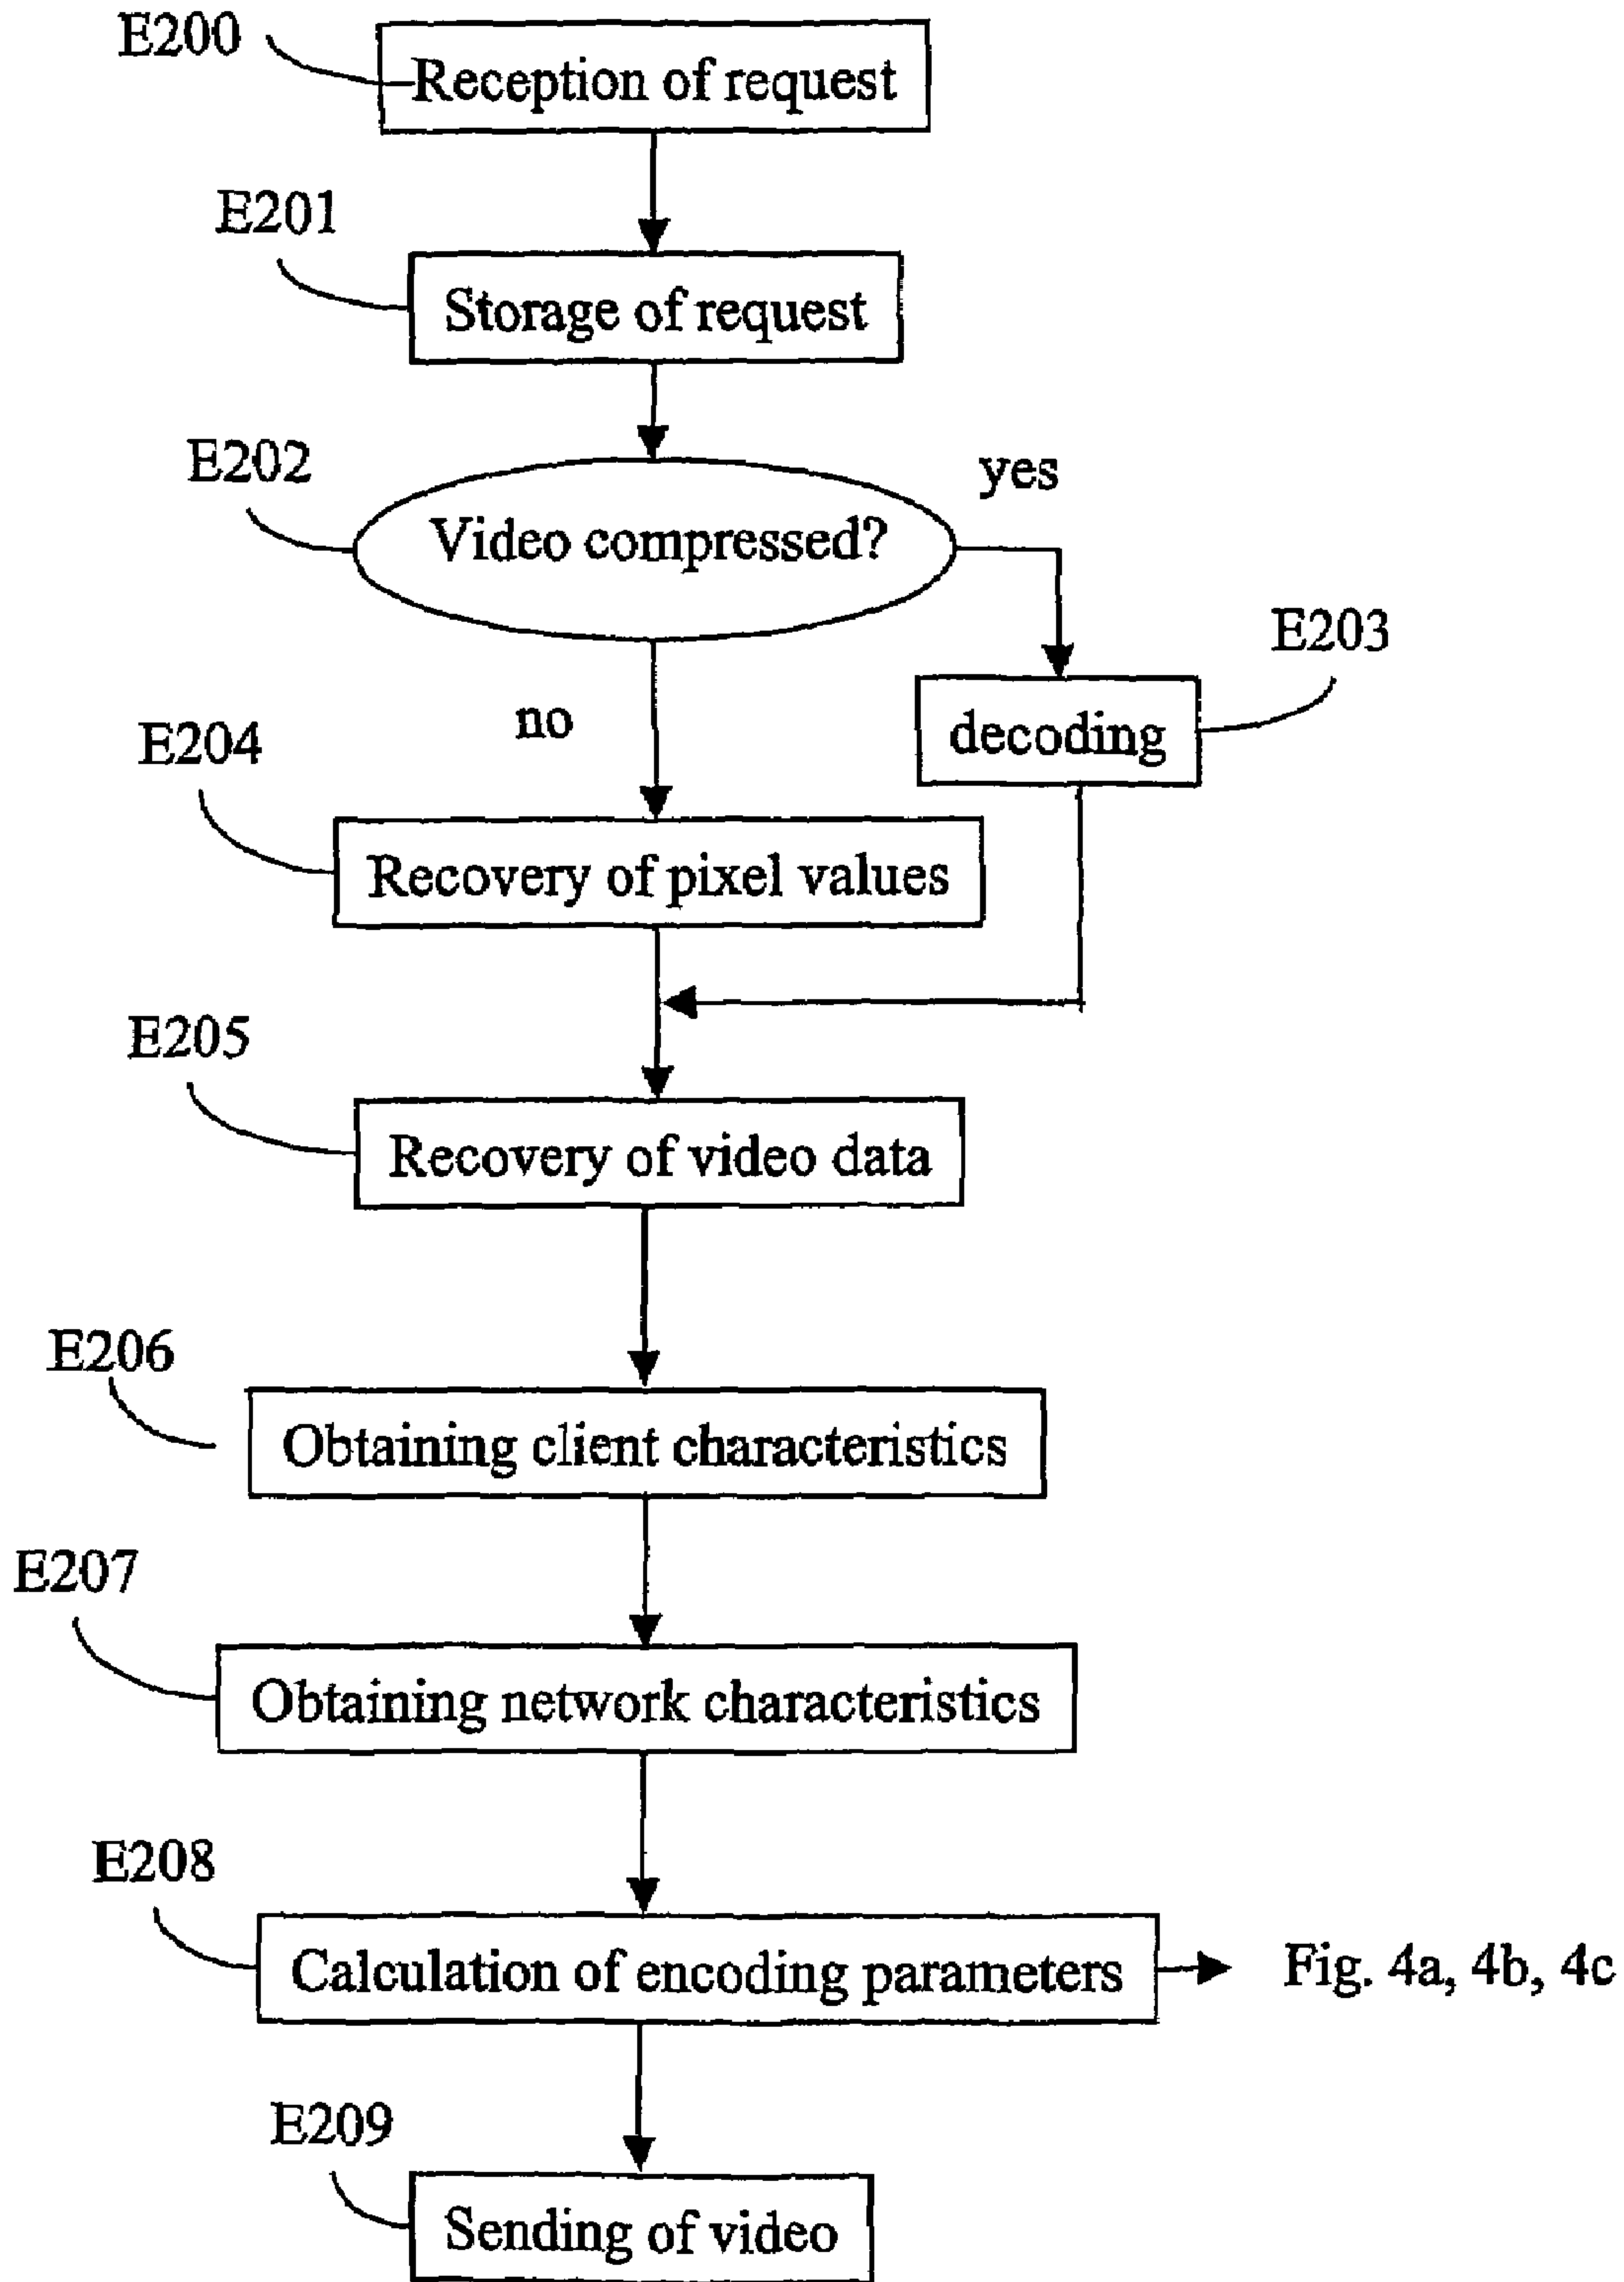 E200
Reception of request
E201
Storage of request
E202
Video compressed?
yes
E203
decoding
no
E204
Recovery of pixel values
E205
Recovery of video data
E206
Obtaining client characteristics
E207
Obtaining network characteristics
E208
Calculation of encoding parameters
Fig. 4a, 4b, 4c
E209
Sending of video